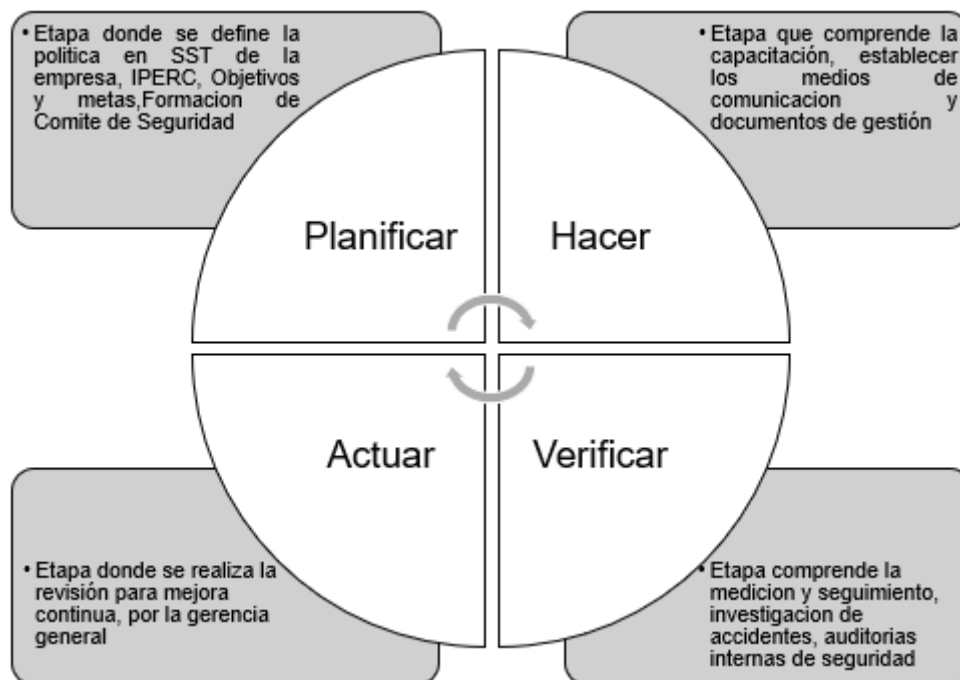 • Etapa donde se define la
politica en SST de la
empresa, IPERC, Objetivos
y metas,Formacion de
Comite de Seguridad
• Etapa que comprende la
capacitación, establecer
los medios de
comunicacion y
documentos de gestión
Planificar
Hacer
Actuar
Verificar
• Etapa donde se realiza la
revisión para mejora
continua, por la gerencia
general
• Etapa comprende la
medicion y seguimiento,
investigacion de
accidentes, auditorias
internas de seguridad